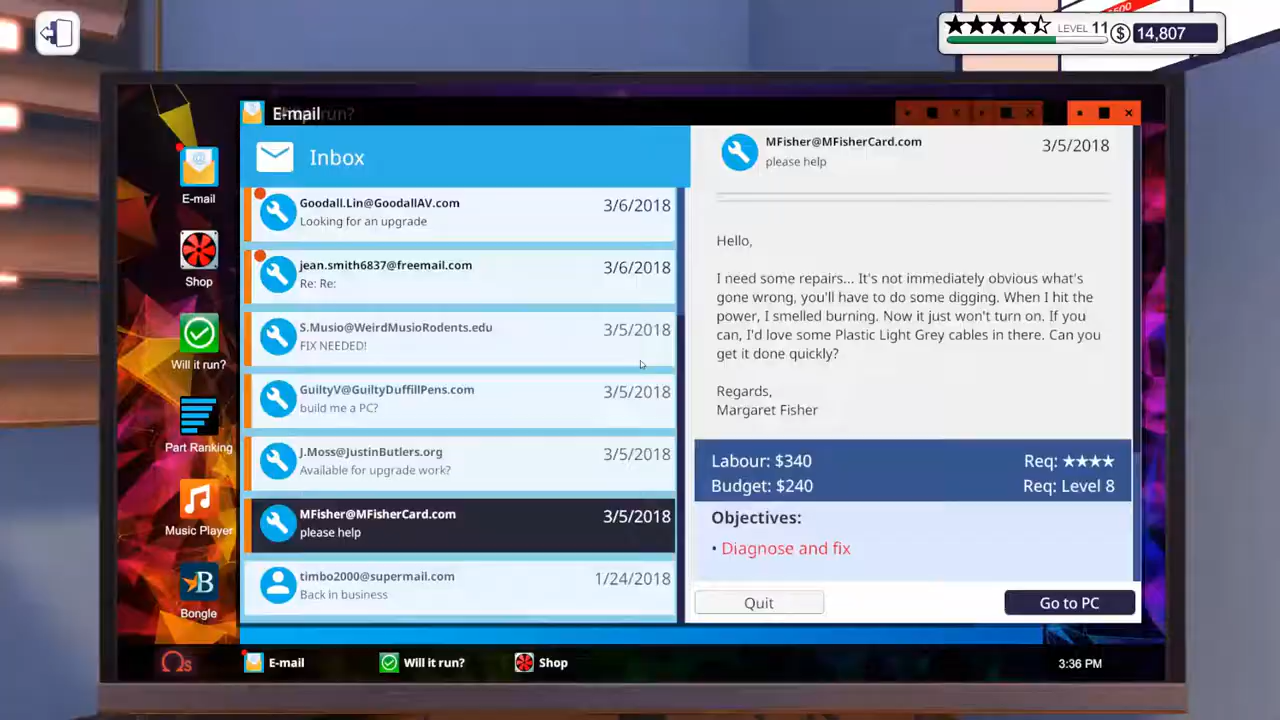 500
LEVEL 11
$ 14,807
E-mail
run?
Inbox
Goodall.Lin@GoodallAV.com
3/6/2018
Looking for an upgrade
jean.smith6837@freemail.com
3/6/2018
Re: Re:
S.Musio@WeirdMusioRodents.edu
3/5/2018
FIX NEEDED!
GuiltyV@GuiltyDuffillPens.com
3/5/2018
build me a PC?
J.Moss@JustinButlers.org
3/5/2018
Available for upgrade work?
MFisher@MFisherCard.com
3/5/2018
please help
timbo2000@supermail.com
1/24/2018
Back in business
MFisher@MFisherCard.com
3/5/2018
please help
Hello,
I need some repairs... It's not immediately obvious what's
gone wrong, you'll have to do some digging. When I hit the
power, I smelled burning. Now it just won't turn on. If you
can, I'd love some Plastic Light Grey cables in there. Can you
get it done quickly?
Regards,
Margaret Fisher
Labour: $340
Req: ★★★★
Budget: $240
Req: Level 8
Objectives:
• Diagnose and fix
Quit
Go to PC
E-mail
Shop
Will it run?
Part Ranking
Music Player
B
Bongle
Ωs
E-mail
Will it run?
Shop
3:36 PM